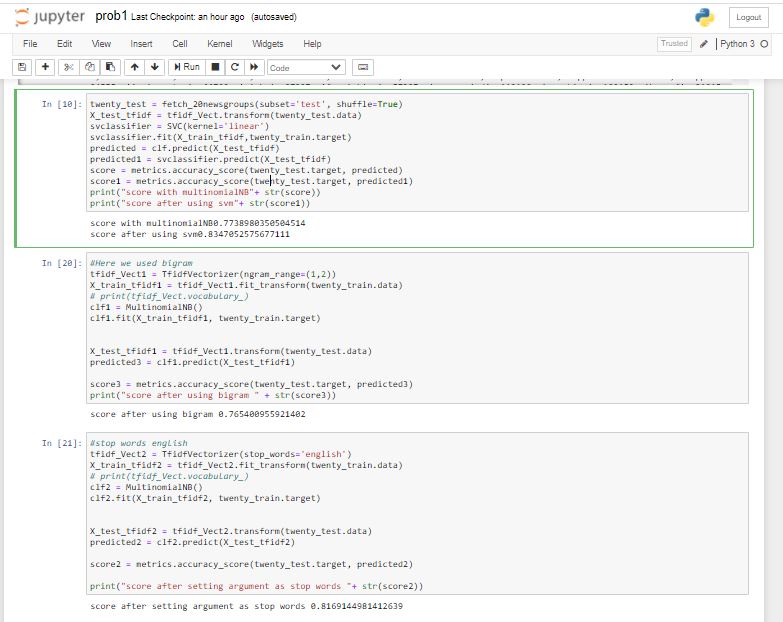 jupyter prob1 Last Checkpoint: an hour ago (autosaved)
Logout
File Edit View Insert Cell Kernel Widgets Help
Trusted Python 3
Run Code
In [10]: twenty_test = fetch_20newsgroups(subset='test', shuffle=True)
X_test_tfidf = tfidf_Vect.transform(twenty_test.data)
svclassifier = SVC(kernel='linear')
svclassifier.fit(X_train_tfidf,twenty_train.target)
predicted = clf.predict(X_test_tfidf)
predicted1 = svclassifier.predict(X_test_tfidf)
score = metrics.accuracy_score(twenty_test.target, predicted)
score1 = metrics.accuracy_score(twenty_test.target, predicted1)
print("score with multinomialNB"+ str(score))
print("score after using svm"+ str(score1))
score with multinomialNB0.7738980350504514
score after using svm0.8347052575677111
In [20]: #Here we used bigram
tfidf_Vect1 = TfidfVectorizer(ngram_range=(1,2))
X_train_tfidf1 = tfidf_Vect1.fit_transform(twenty_train.data)
# print(tfidf_Vect.vocabulary_)
clf1 = MultinomialNB()
clf1.fit(X_train_tfidf1, twenty_train.target)
X_test_tfidf1 = tfidf_Vect1.transform(twenty_test.data)
predicted3 = clf1.predict(X_test_tfidf1)
score3 = metrics.accuracy_score(twenty_test.target, predicted3)
print("score after using bigram " + str(score3))
score after using bigram 0.765400955921402
In [21]: #stop words english
tfidf_Vect2 = TfidfVectorizer(stop_words='english')
X_train_tfidf2 = tfidf_Vect2.fit_transform(twenty_train.data)
# print(tfidf_Vect.vocabulary_)
clf2 = MultinomialNB()
clf2.fit(X_train_tfidf2, twenty_train.target)
X_test_tfidf2 = tfidf_Vect2.transform(twenty_test.data)
predicted2 = clf2.predict(X_test_tfidf2)
score2 = metrics.accuracy_score(twenty_test.target, predicted2)
print("score after setting argument as stop words "+ str(score2))
score after setting argument as stop words 0.8169144981412639